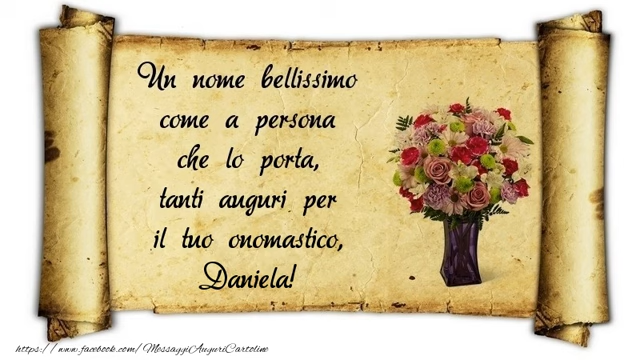 Un nome bellissimo
come a persona
che lo porta,
tanti auguri per
il tuo onomastico,
Daniela!
https://www.facebook.com/MessaggiAuguriCartoline